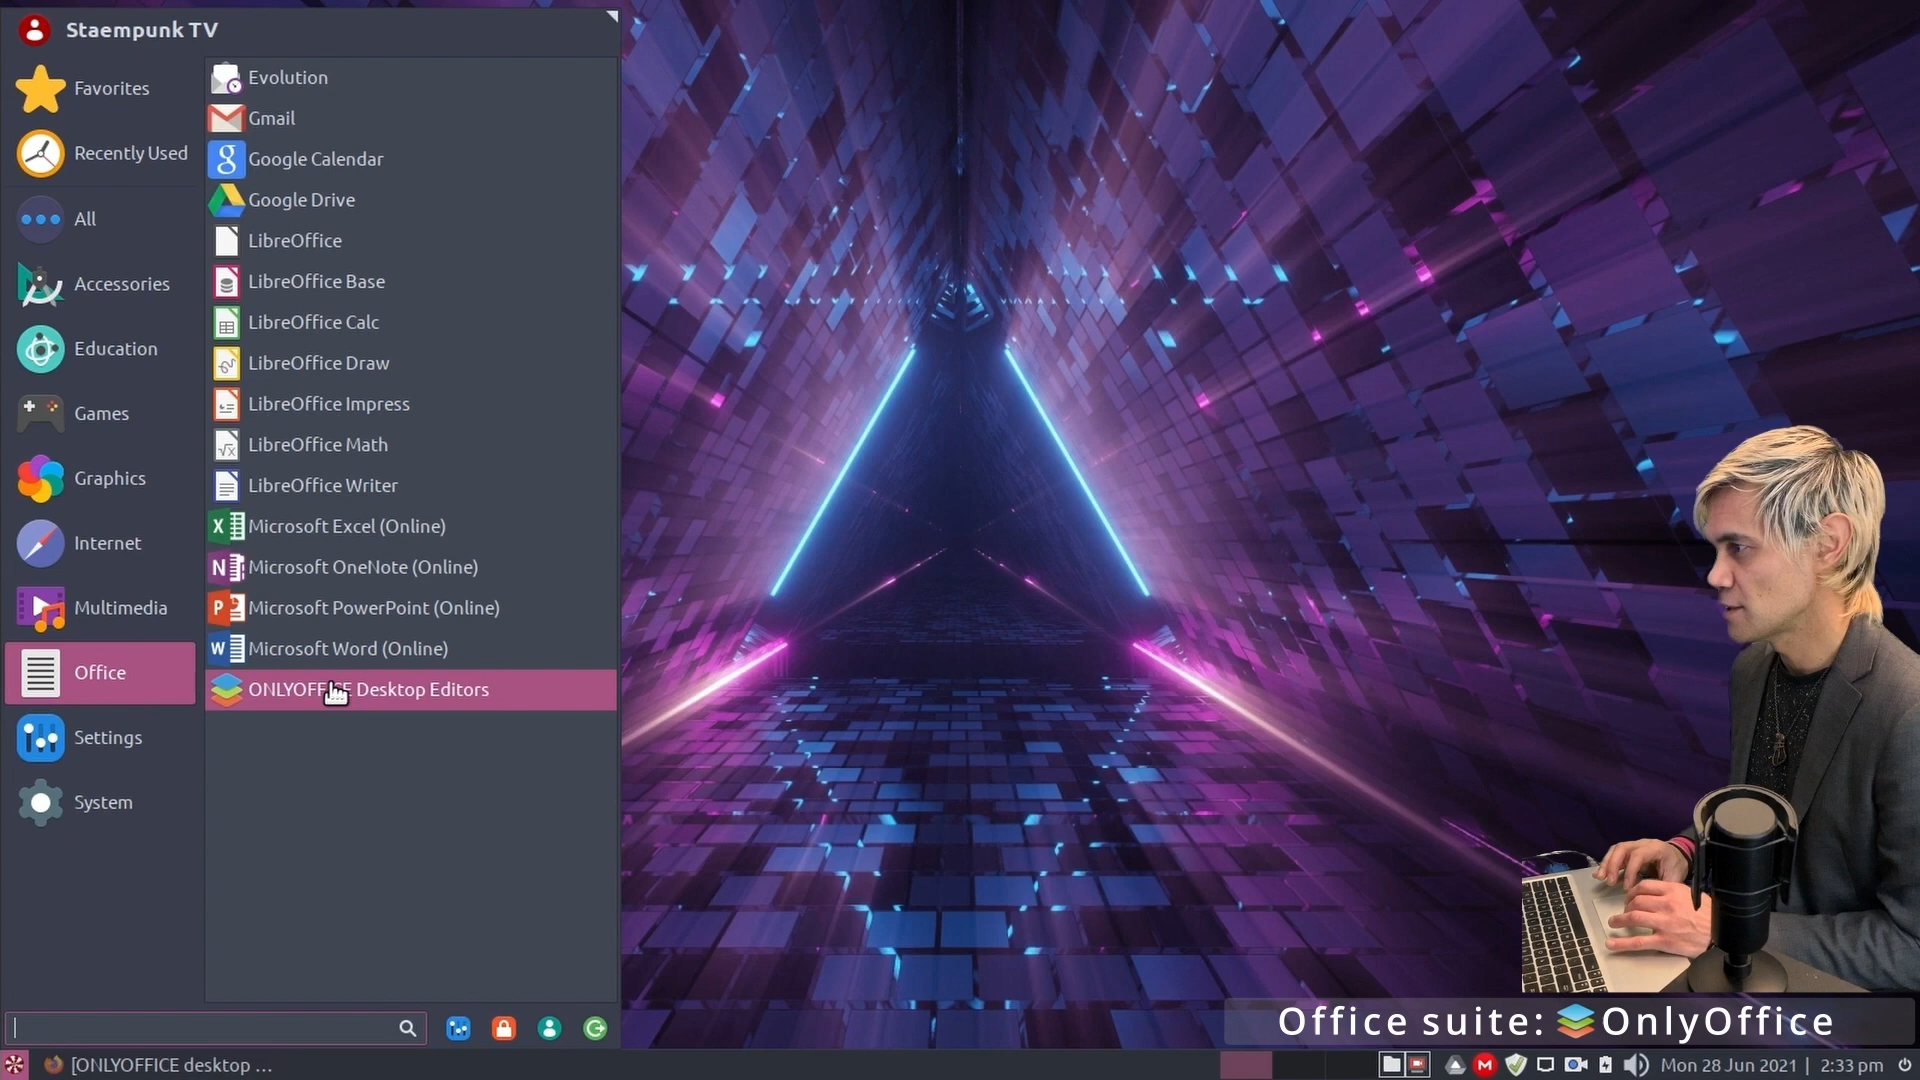 Staempunk TV
Favorites
Recently Used
All
Accessories
Education
Games
Graphics
Internet
Multimedia
Office
Settings
System
Evolution
Gmail
Google Calendar
Google Drive
LibreOffice
LibreOffice Base
LibreOffice Calc
LibreOffice Draw
LibreOffice Impress
LibreOffice Math
LibreOffice Writer
Microsoft Excel (Online)
Microsoft OneNote (Online)
Microsoft PowerPoint (Online)
Microsoft Word (Online)
ONLYOFFICE Desktop Editors
Office suite: OnlyOffice
[ONLYOFFICE desktop ...
Mon 28 Jun 2021 | 2:33 pm